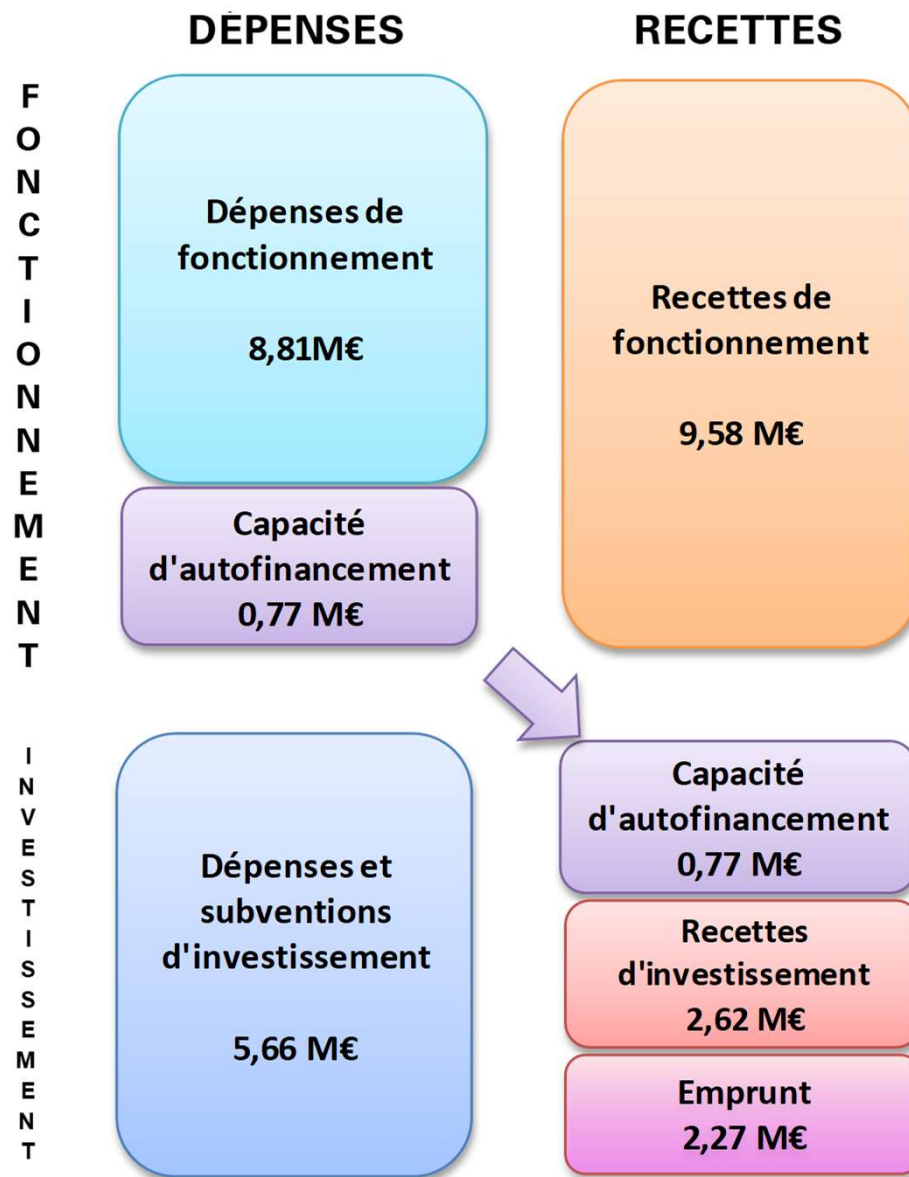 DÉPENSES
RECETTES
FONCTIONNEMENT
Dépenses de
fonctionnement
8,81M€
Recettes de
fonctionnement
9,58 M€
Capacité
d'autofinancement
0,77 M€
INVESTISSEMENT
Dépenses et
subventions
d'investissement
5,66 M€
Capacité
d'autofinancement
0,77 M€
Recettes
d'investissement
2,62 M€
Emprunt
2,27 M€